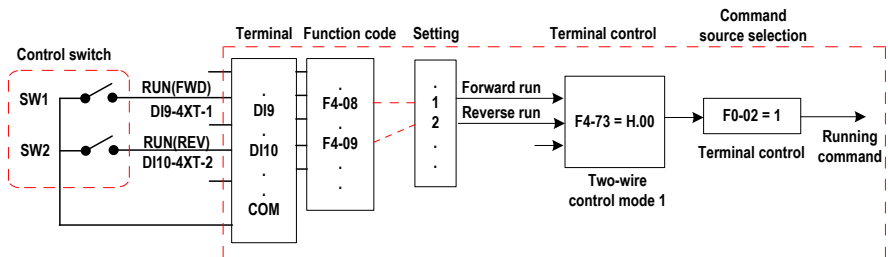 Command
source selection
Terminal
Function code
Setting
Terminal control
Control switch
SW1
RUN(FWD)
DI9-4XT-1
SW2
RUN(REV)
DI10-4XT-2
.
DI9
.
DI10
.
.
COM
.
F4-08
.
F4-09
.
.
.
1
2
.
.
Forward run
Reverse run
F4-73 = H.00
Two-wire
control mode 1
F0-02 = 1
Terminal control
Running
command